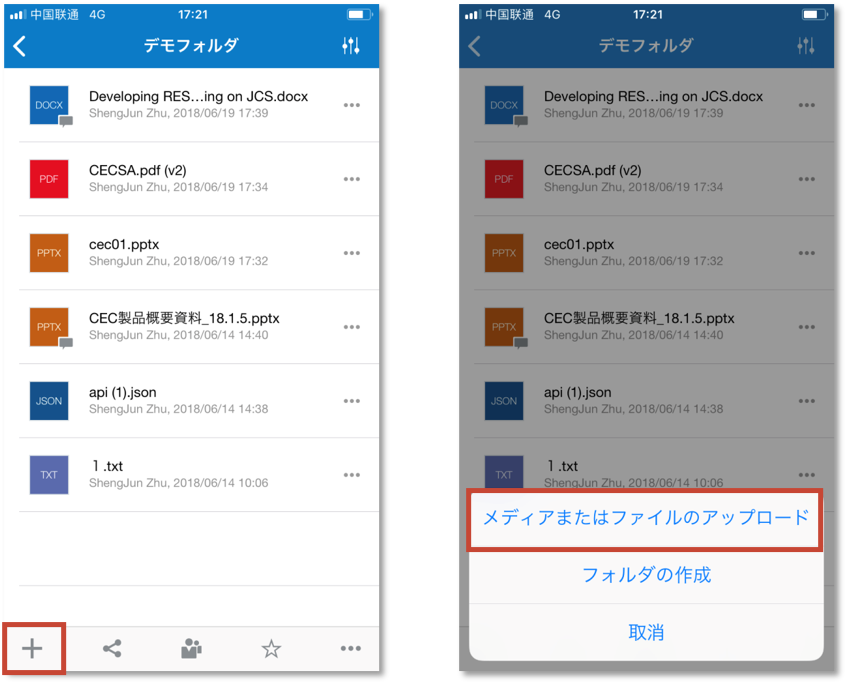 中国联通 4G 17:21
デモフォルダ
DOCX
Developing RES...ing on JCS.docx
ShengJun Zhu, 2018/06/19 17:39
PDF
CECSA.pdf (v2)
ShengJun Zhu, 2018/06/19 17:34
PPTX
cec01.pptx
ShengJun Zhu, 2018/06/19 17:32
PPTX
CEC製品概要資料_18.1.5.pptx
ShengJun Zhu, 2018/06/14 14:40
JSON
api (1).json
ShengJun Zhu, 2018/06/14 14:38
TXT
１.txt
ShengJun Zhu, 2018/06/14 10:06
中国联通 4G 17:21
デモフォルダ
DOCX
Developing RES...ing on JCS.docx
ShengJun Zhu, 2018/06/19 17:39
PDF
CECSA.pdf (v2)
ShengJun Zhu, 2018/06/19 17:34
PPTX
cec01.pptx
ShengJun Zhu, 2018/06/19 17:32
PPTX
CEC製品概要資料_18.1.5.pptx
ShengJun Zhu, 2018/06/14 14:40
JSON
api (1).json
ShengJun Zhu, 2018/06/14 14:38
TXT
１.txt
ShengJun Zhu, 2018/06/14 10:06
メディアまたはファイルのアップロード
フォルダの作成
取消